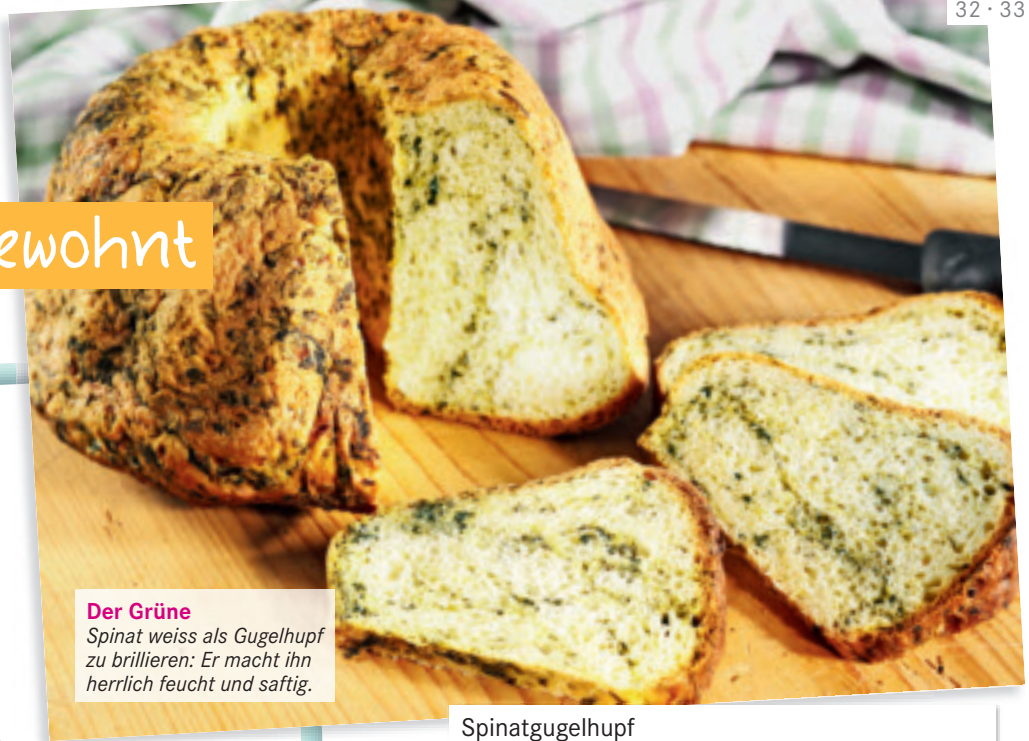 32 · 33
ewohnt
Der Grüne
Spinat weiss als Gugelhupf
zu brillieren: Er macht ihn
herrlich feucht und saftig.
Spinatgugelhupf